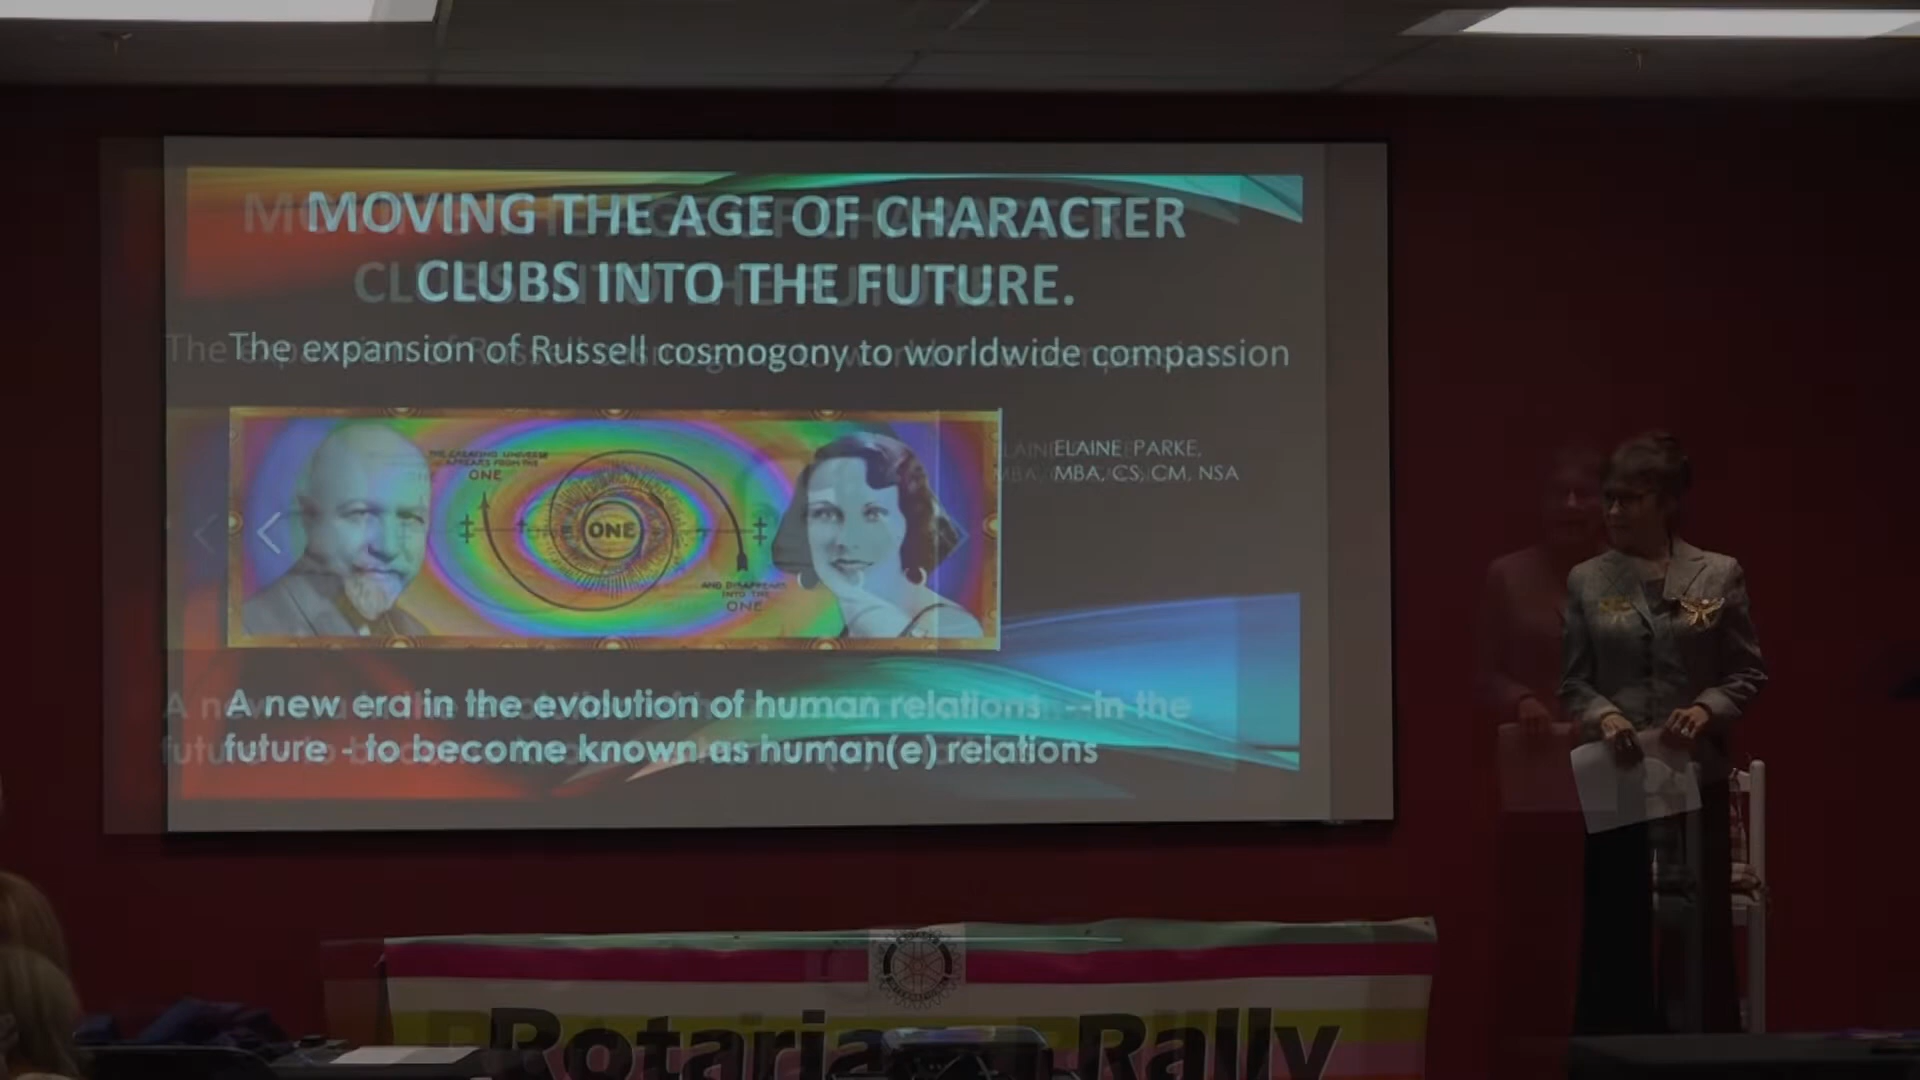 MOVING THE AGE OF CHARACTER
CLUBS INTO THE FUTURE.
The expansion of Russell cosmogony to worldwide compassion
ELAINE PARKE,
MBA, CS, CM, NSA
THE CREATING UNIVERSE
APPEARS FROM THE
ONE
ONE
AND DISAPPEARS
INTO THE
ONE
A new era in the evolution of human relations --In the
future - to become known as human(e) relations
Rotarian Rally